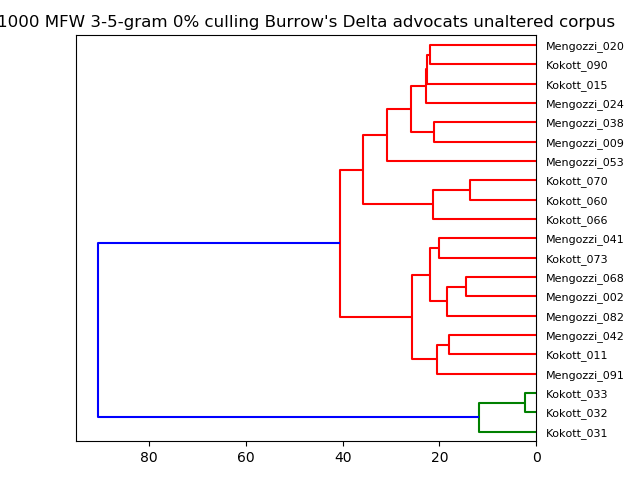 1000 MFW 3-5-gram 0% culling Burrow's Delta advocats unaltered corpus
Mengozzi_020
Kokott_090
Kokott_015
Mengozzi_024
Mengozzi_038
Mengozzi_009
Mengozzi_053
Kokott_070
Kokott_060
Kokott_066
Mengozzi_041
Kokott_073
Mengozzi_068
Mengozzi_002
Mengozzi_082
Mengozzi_042
Kokott_011
Mengozzi_091
Kokott_033
Kokott_032
Kokott_031
80 60 40 20 0